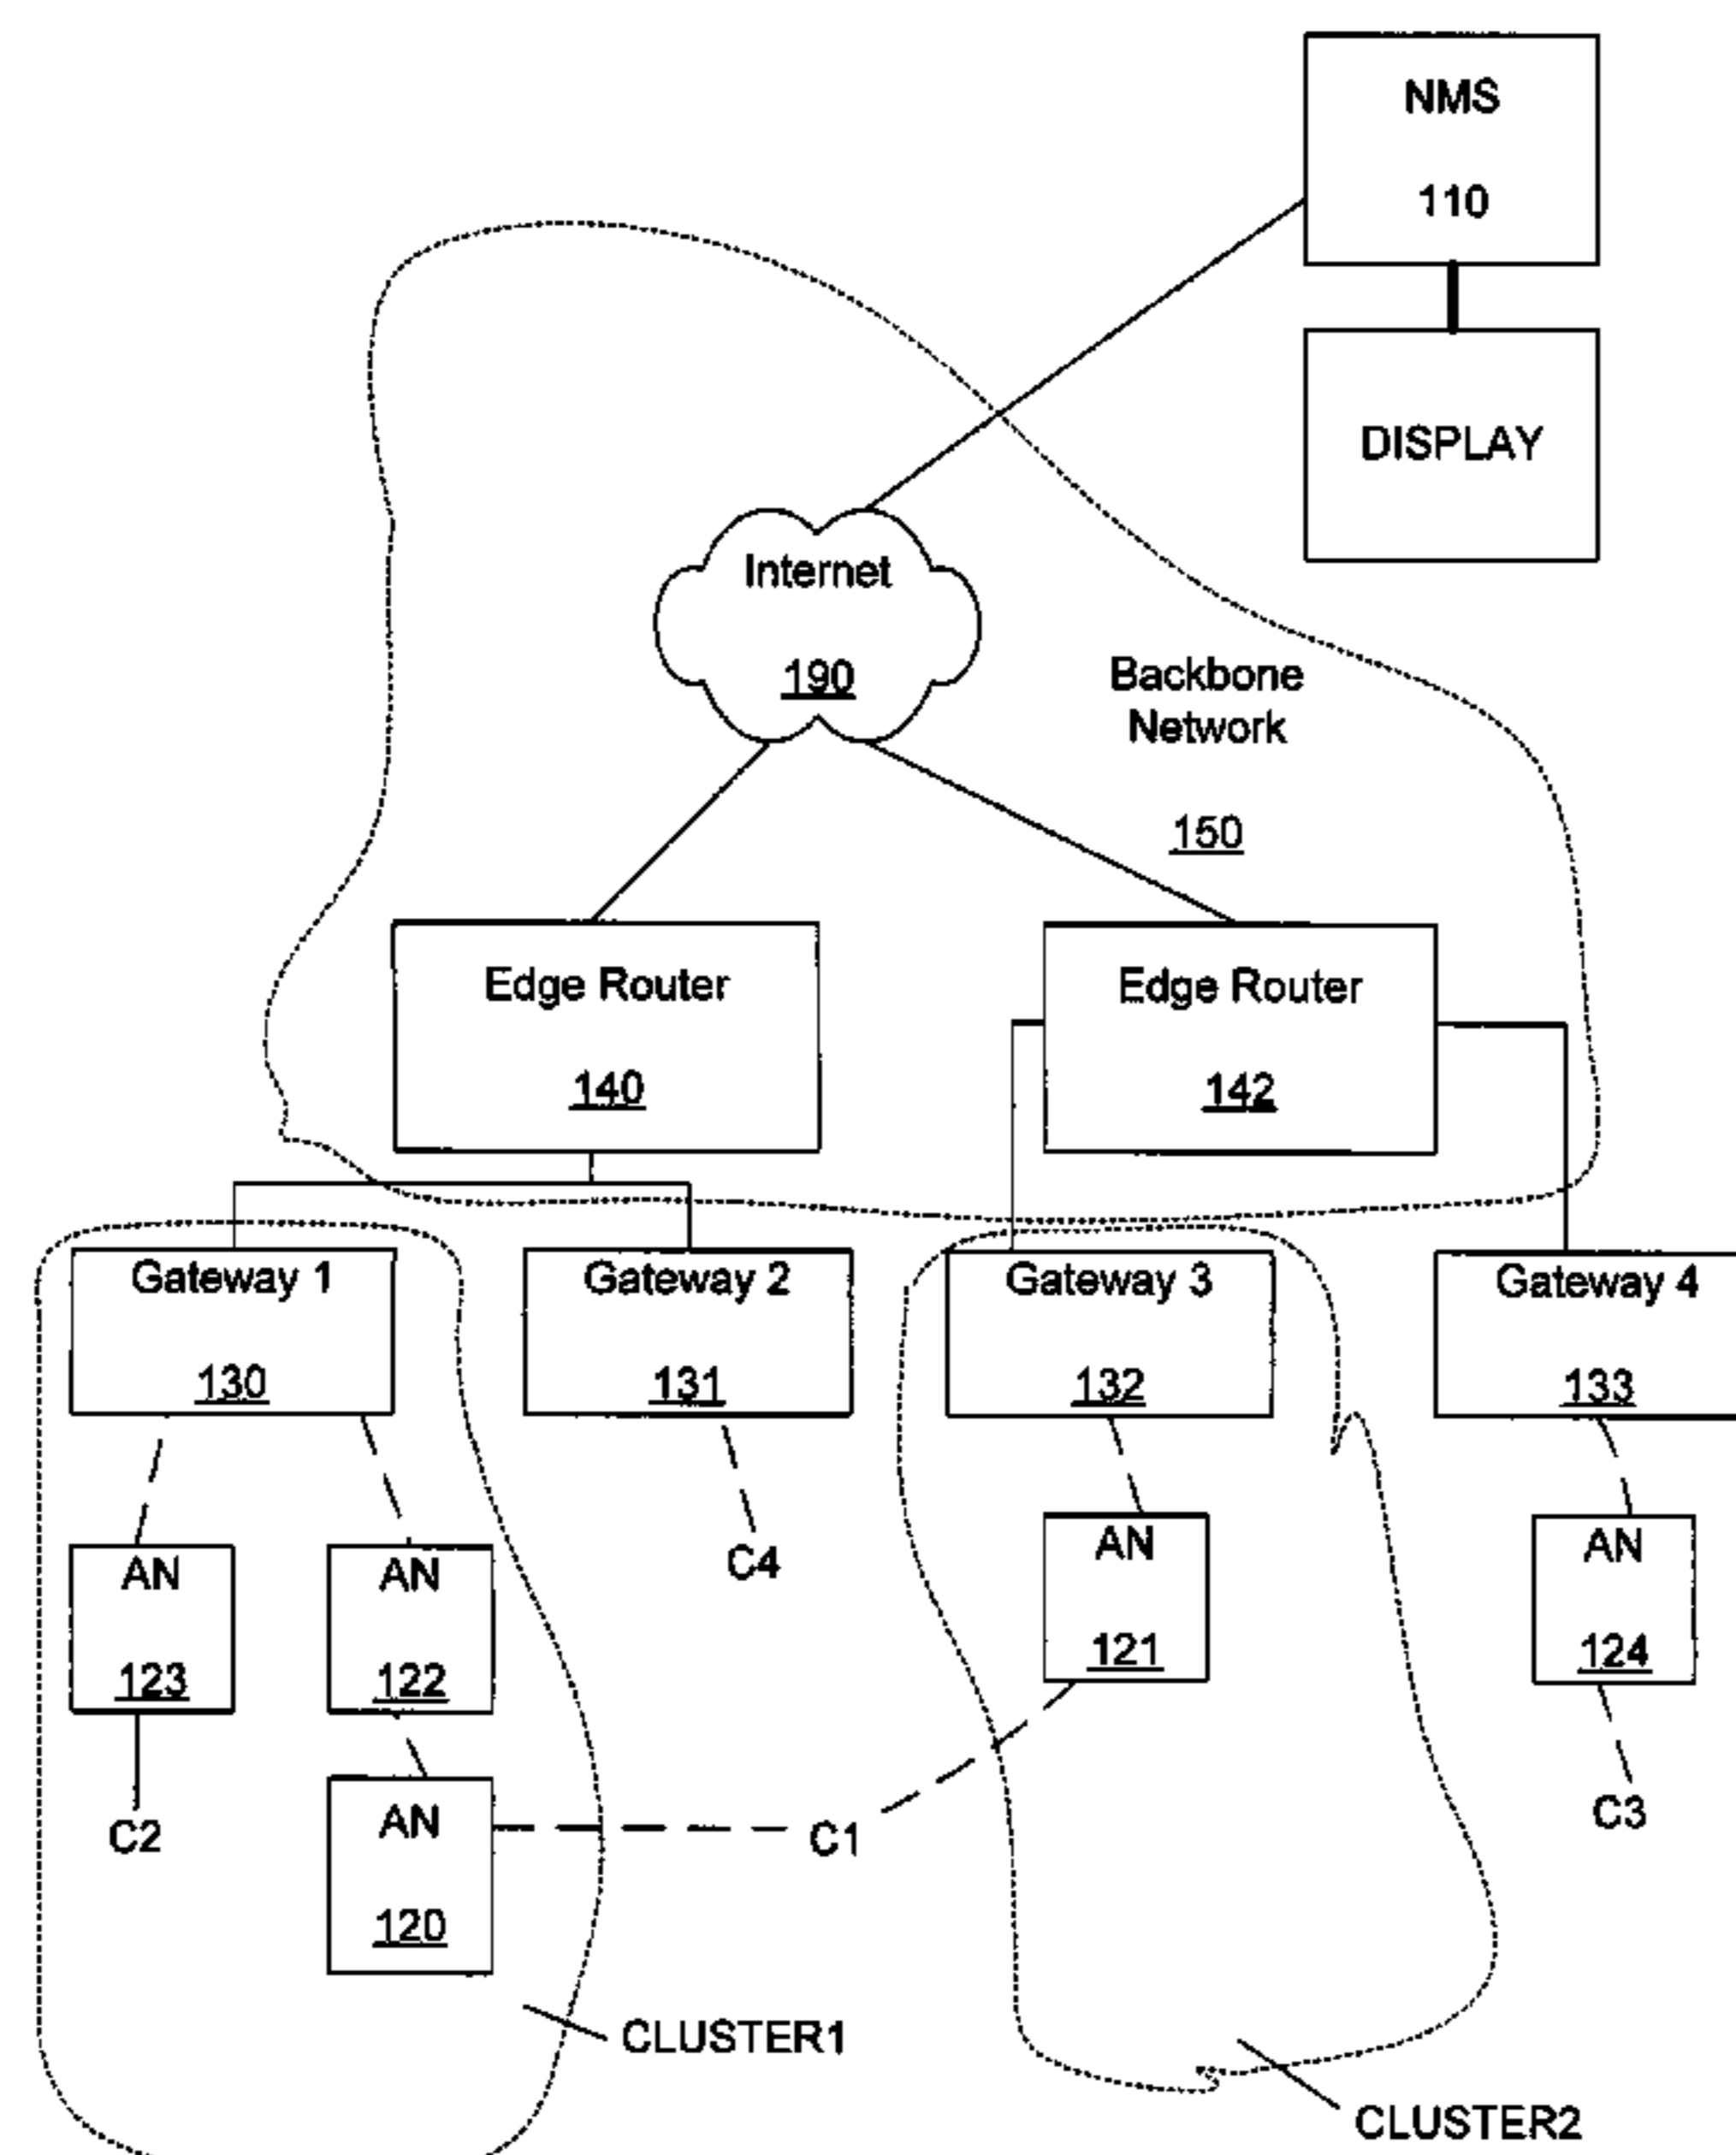 NMS
110
DISPLAY
Internet
190
Backbone
Network
150
Edge Router
140
Edge Router
142
Gateway 1
130
Gateway 2
131
Gateway 3
132
Gateway 4
133
AN
123
AN
122
C4
AN
121
AN
124
C2
AN
120
C1
C3
CLUSTER1
CLUSTER2